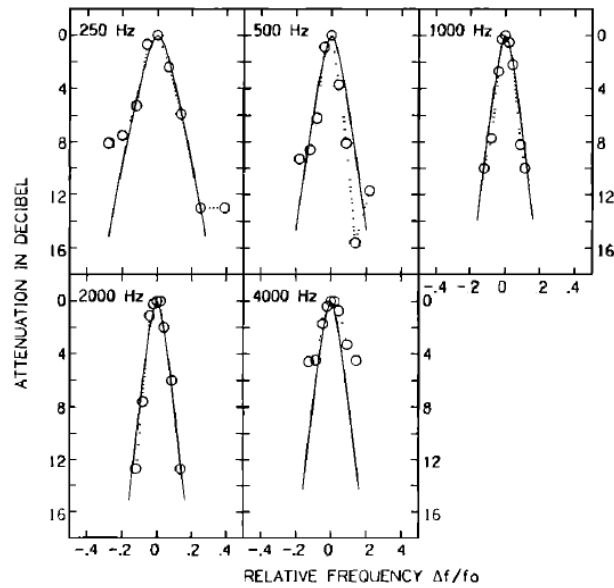 250 Hz 500 Hz 1000 Hz
0 0
4 4
8 8
12 12
16 16
-.4 -.2 0 .2 .4
2000 Hz 4000 Hz
0 0
4 4
8 8
12 12
16 16
-.4 -.2 0 .2 .4 -.4 -.2 0 2 .4
ATTENUATION IN DECIBEL
RELATIVE FREQUENCY Δf/fo